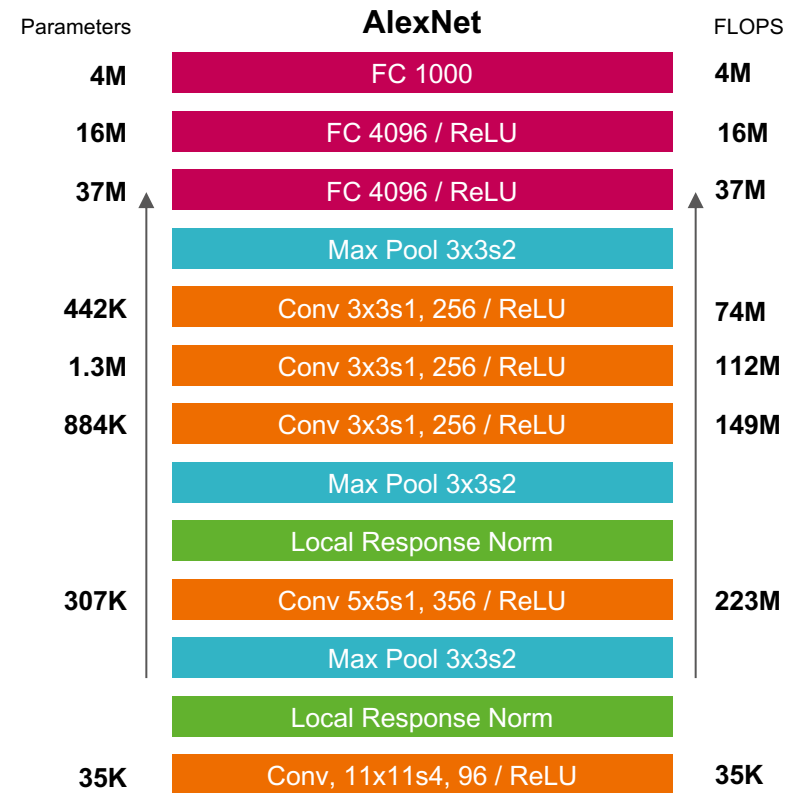 Parameters AlexNet FLOPS
4M FC 1000 4M
16M FC 4096 / ReLU 16M
37M FC 4096 / ReLU 37M
Max Pool 3x3s2
442K Conv 3x3s1, 256 / ReLU 74M
1.3M Conv 3x3s1, 256 / ReLU 112M
884K Conv 3x3s1, 256 / ReLU 149M
Max Pool 3x3s2
Local Response Norm
307K Conv 5x5s1, 356 / ReLU 223M
Max Pool 3x3s2
Local Response Norm
35K Conv, 11x11s4, 96 / ReLU 35K